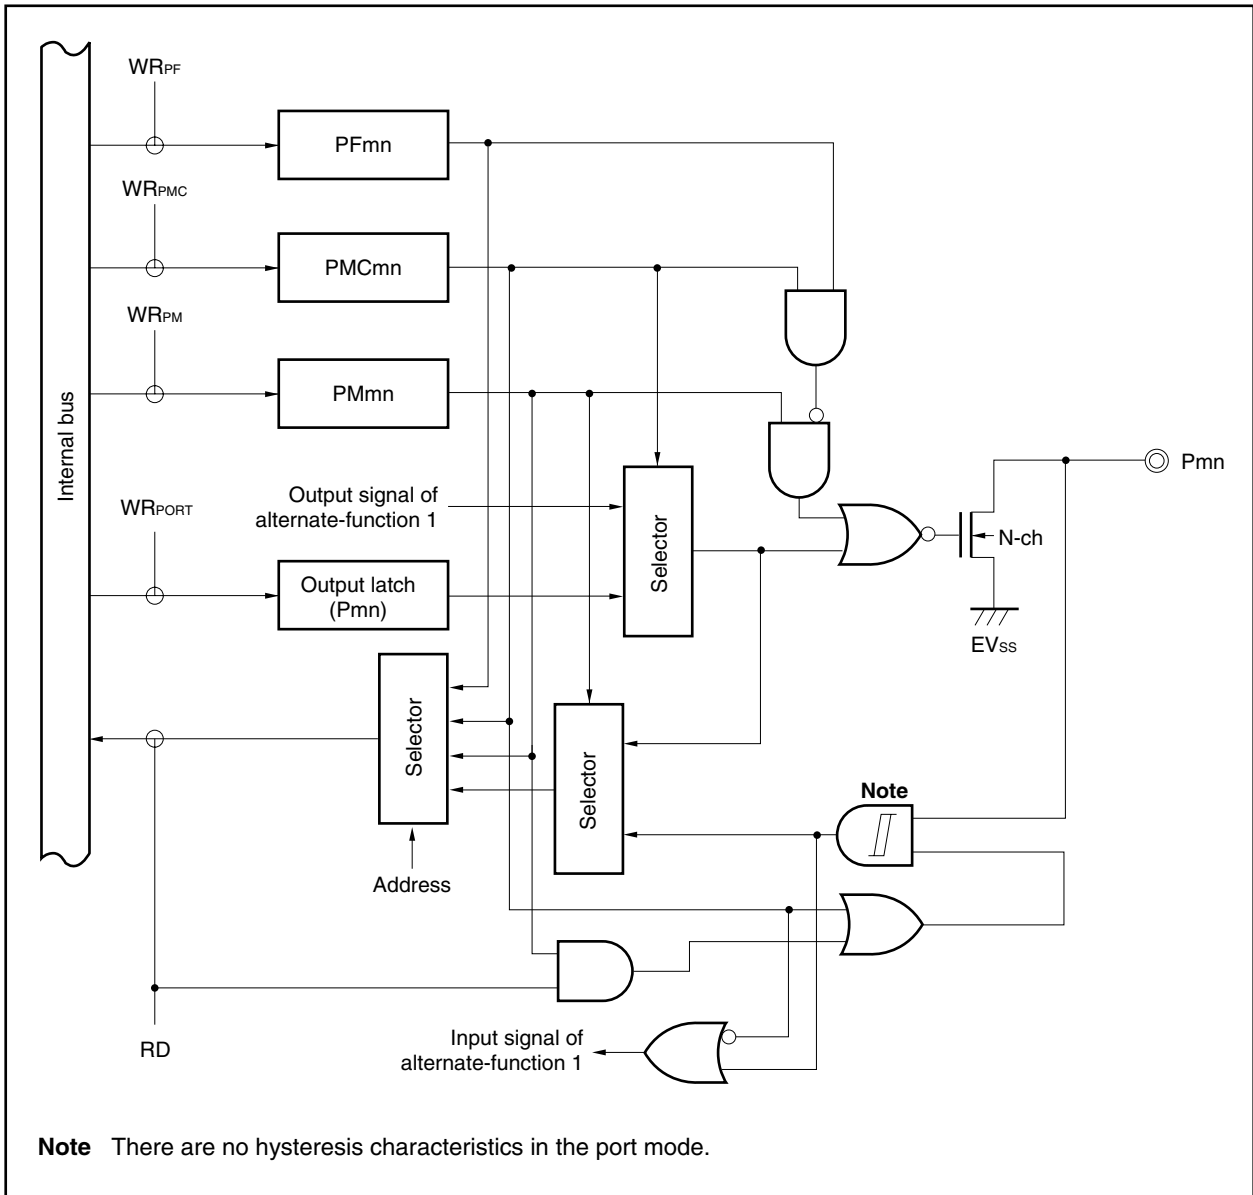 WRPF
PFmn
WRPMC
PMCmn
WRPM
PMmn
Internal bus
Pmn
Output signal of
alternate-function 1
WRPORT
Selector
N-ch
Output latch
(Pmn)
EVSS
Selector
Selector
Note
Address
RD
Input signal of
alternate-function 1
Note There are no hysteresis characteristics in the port mode.